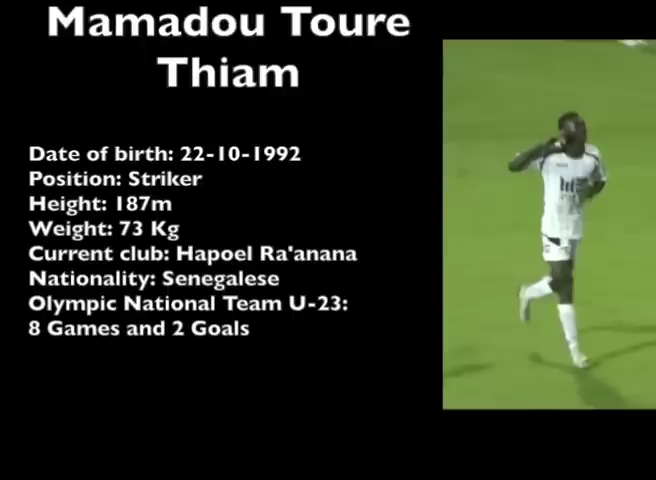 Mamadou Toure
Thiam
Date of birth: 22-10-1992
Position: Striker
Height: 187m
Weight: 73 Kg
Current club: Hapoel Ra'anana
Nationality: Senegalese
Olympic National Team U-23:
8 Games and 2 Goals